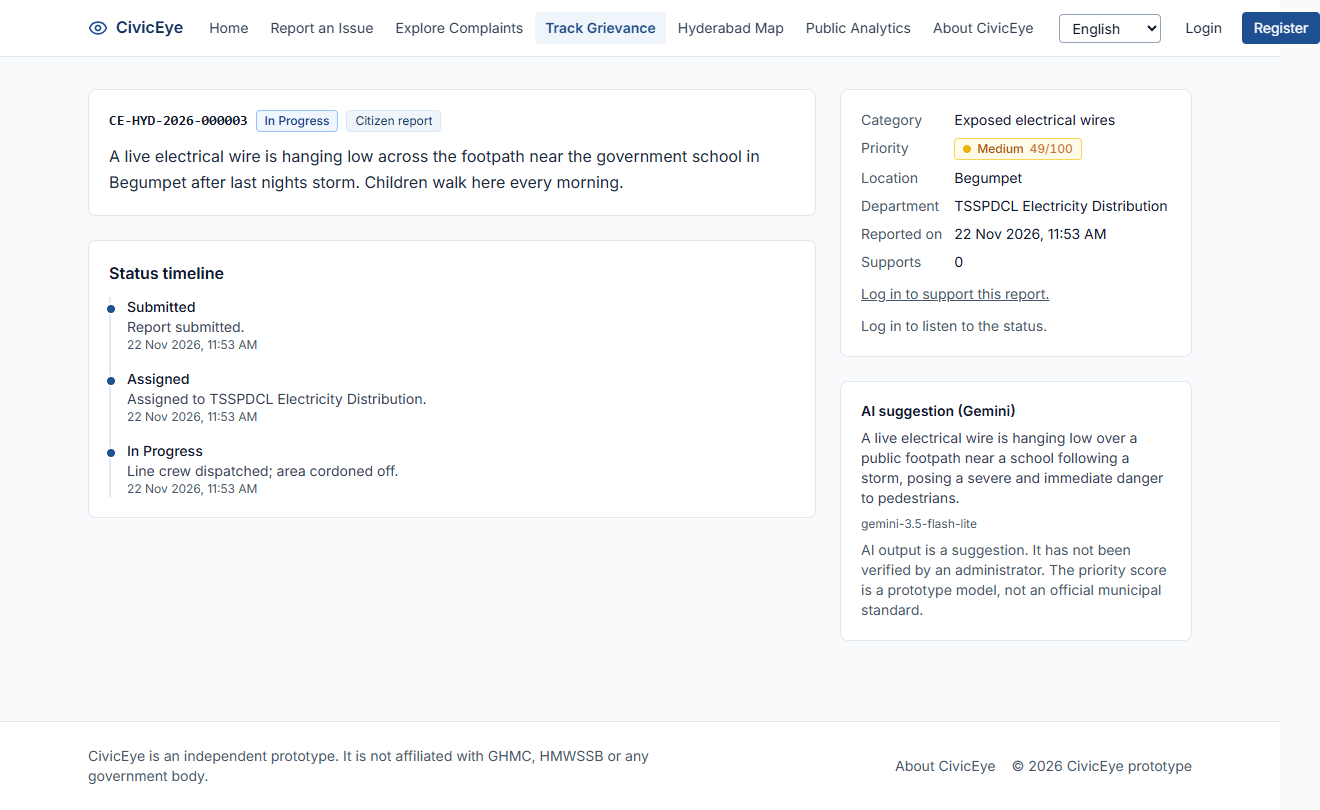 CivicEye
Home
Report an Issue
Explore Complaints
Track Grievance
Hyderabad Map
Public Analytics
About CivicEye
English
Login
Register
CE-HYD-2026-000003
In Progress
Citizen report
A live electrical wire is hanging low across the footpath near the government school in
Begumpet after last nights storm. Children walk here every morning.
Status timeline
Submitted
Report submitted.
22 Nov 2026, 11:53 AM
Assigned
Assigned to TSSPDCL Electricity Distribution.
22 Nov 2026, 11:53 AM
In Progress
Line crew dispatched; area cordoned off.
22 Nov 2026, 11:53 AM
Category Exposed electrical wires
Priority Medium 49/100
Location Begumpet
Department TSSPDCL Electricity Distribution
Reported on 22 Nov 2026, 11:53 AM
Supports 0
Log in to support this report.
Log in to listen to the status.
AI suggestion (Gemini)
A live electrical wire is hanging low over a
public footpath near a school following a
storm, posing a severe and immediate danger
to pedestrians.
gemini-3.5-flash-lite
AI output is a suggestion. It has not been
verified by an administrator. The priority score
is a prototype model, not an official municipal
standard.
CivicEye is an independent prototype. It is not affiliated with GHMC, HMWSSB or any
government body.
About CivicEye
© 2026 CivicEye prototype